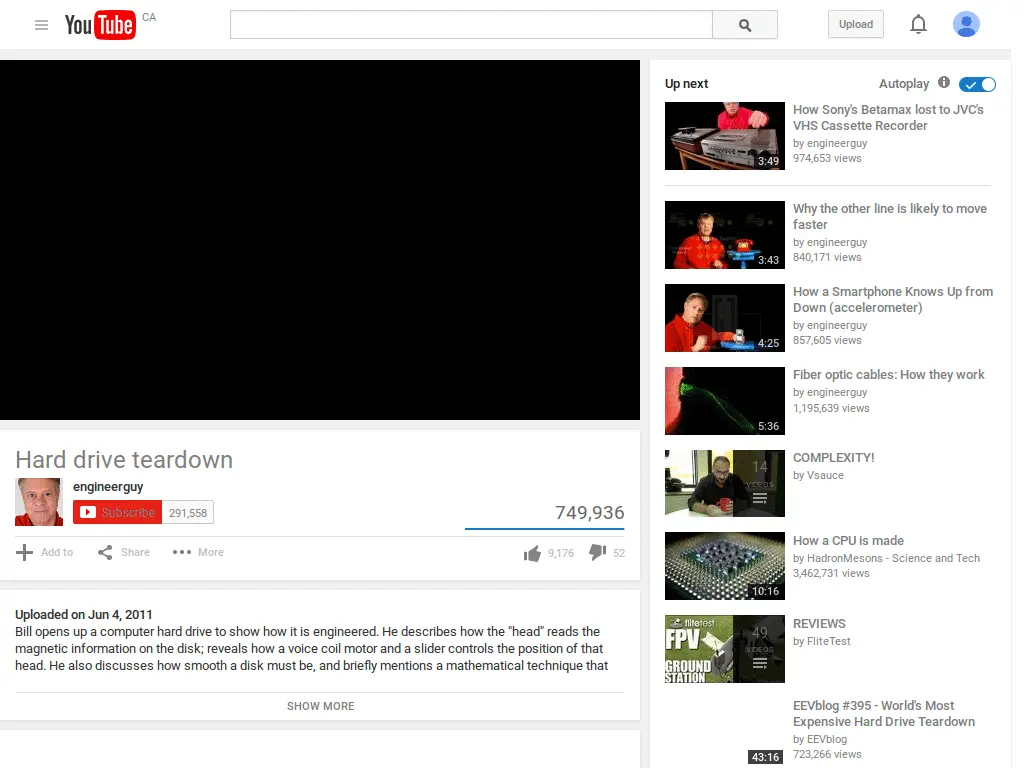 YouTube CA
Upload
Up next
Autoplay
3:49
How Sony's Betamax lost to JVC's
VHS Cassette Recorder
by engineerguy
974,653 views
3:43
Why the other line is likely to move
faster
by engineerguy
840,171 views
4:25
How a Smartphone Knows Up from
Down (accelerometer)
by engineerguy
857,605 views
5:36
Fiber optic cables: How they work
by engineerguy
1,195,639 views
14
VIDEOS
COMPLEXITY!
by Vsauce
10:16
How a CPU is made
by HadronMesons - Science and Tech
3,462,731 views
flitetest
FPV
GROUND
STATION
49
VIDEOS
REVIEWS
by FliteTest
43:16
EEVblog #395 - World's Most
Expensive Hard Drive Teardown
by EEVblog
723,266 views
Hard drive teardown
engineerguy
Subscribe 291,558
749,936
Add to Share More 9,176 52
Uploaded on Jun 4, 2011
Bill opens up a computer hard drive to show how it is engineered. He describes how the "head" reads the
magnetic information on the disk; reveals how a voice coil motor and a slider controls the position of that
head. He also discusses how smooth a disk must be, and briefly mentions a mathematical technique that
SHOW MORE